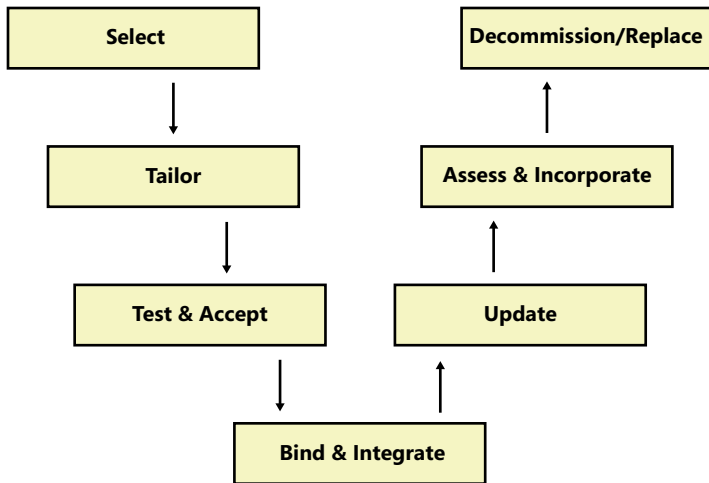 Select
Tailor
Test & Accept
Bind & Integrate
Update
Assess & Incorporate
Decommission/Replace